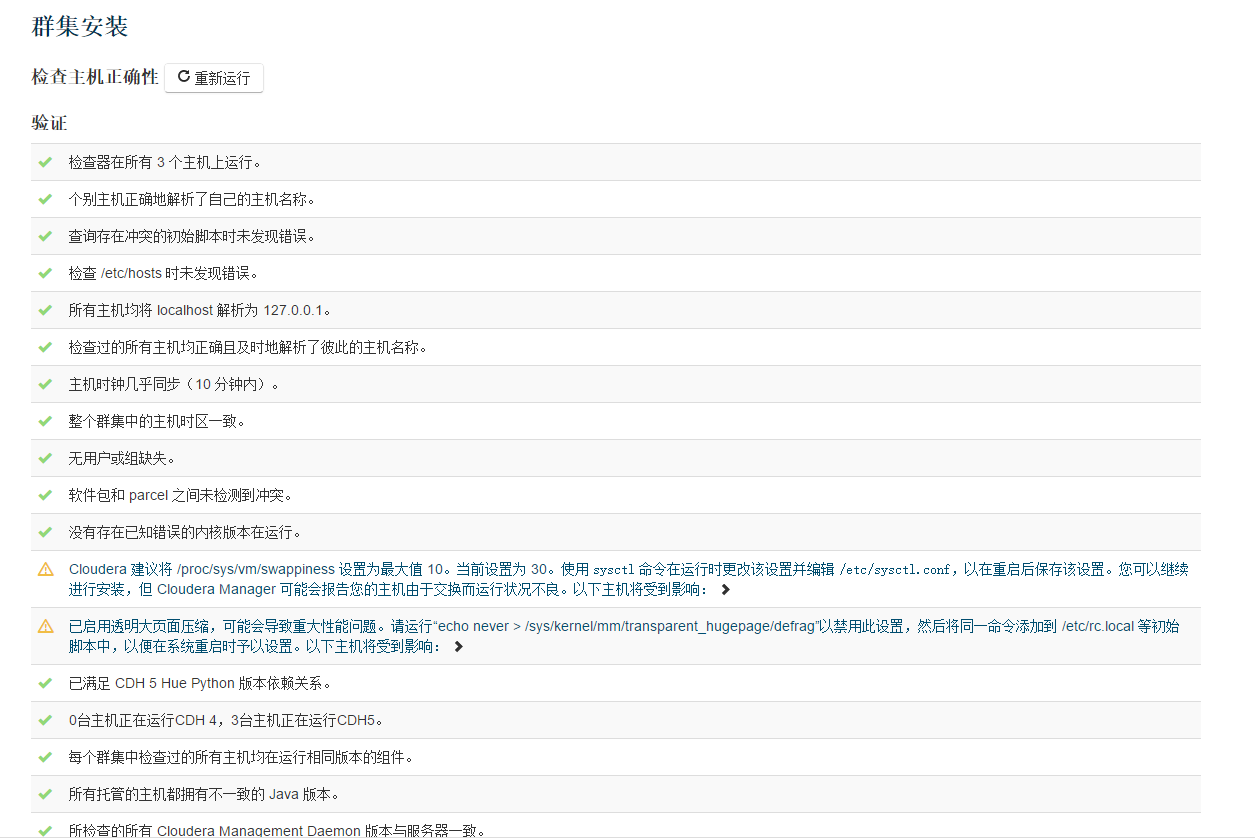 群集安装
检查主机正确性 重新运行
验证
检查器在所有 3 个主机上运行。
个别主机正确地解析了自己的主机名称。
查询存在冲突的初始脚本时未发现错误。
检查 /etc/hosts 时未发现错误。
所有主机均将 localhost 解析为 127.0.0.1。
检查过的所有主机均正确且及时地解析了彼此的主机名称。
主机时钟几乎同步（10 分钟内）。
整个群集中的主机时区一致。
无用户或组缺失。
软件包和 parcel 之间未检测到冲突。
没有存在已知错误的内核版本在运行。
Cloudera 建议将 /proc/sys/vm/swappiness 设置为最大值 10。当前设置为 30。使用 sysctl 命令在运行时更改该设置并编辑 /etc/sysctl.conf，以在重启后保存该设置。您可以继续
进行安装，但 Cloudera Manager 可能会报告您的主机由于交换而运行状况不良。以下主机将受到影响：
已启用透明大页面压缩，可能会导致重大性能问题。请运行“echo never > /sys/kernel/mm/transparent_hugepage/defrag”以禁用此设置，然后将同一命令添加到 /etc/rc.local 等初始
脚本中，以便在系统重启时予以设置。以下主机将受到影响：
已满足 CDH 5 Hue Python 版本依赖关系。
0台主机正在运行CDH 4，3台主机正在运行CDH5。
每个群集中检查过的所有主机均在运行相同版本的组件。
所有托管的主机都拥有不一致的 Java 版本。
所检查的所有 Cloudera Management Daemon 版本与服务器一致。